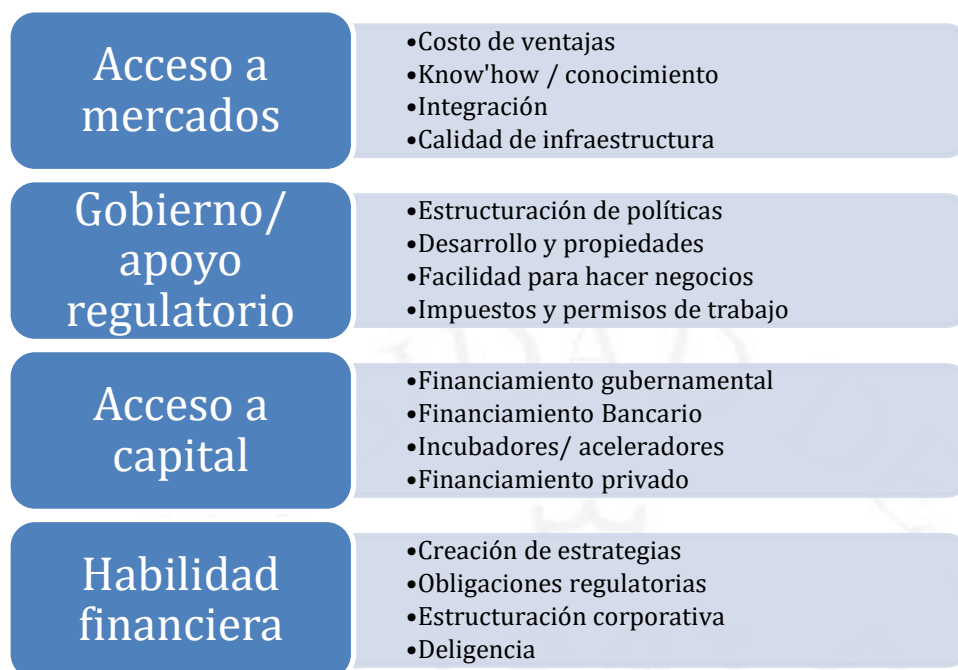 Acceso a
mercados
•Costo de ventajas
•Know'how / conocimiento
•Integración
•Calidad de infraestructura
Gobierno/
apoyo
regulatorio
•Estructuración de políticas
•Desarrollo y propiedades
•Facilidad para hacer negocios
•Impuestos y permisos de trabajo
Acceso a
capital
•Financiamiento gubernamental
•Financiamiento Bancario
•Incubadores/ aceleradores
•Financiamiento privado
Habilidad
financiera
•Creación de estrategias
•Obligaciones regulatorias
•Estructuración corporativa
•Deligencia